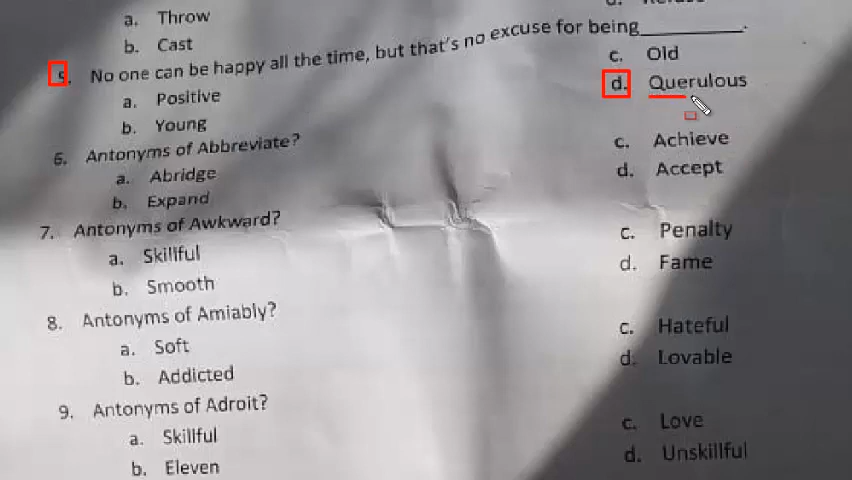 a. Throw
b. Cast
5. No one can be happy all the time, but that's no excuse for being__________.
a. Positive
b. Young
c. Old
d. Querulous
6. Antonyms of Abbreviate?
a. Abridge
b. Expand
c. Achieve
d. Accept
7. Antonyms of Awkward?
a. Skillful
b. Smooth
c. Penalty
d. Fame
8. Antonyms of Amiably?
a. Soft
b. Addicted
c. Hateful
d. Lovable
9. Antonyms of Adroit?
a. Skillful
b. Eleven
c. Love
d. Unskillful